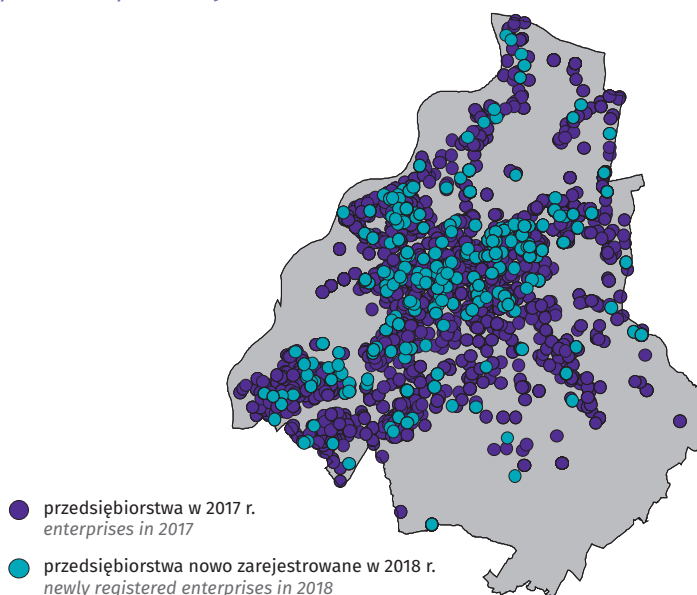 przedsiębiorstwa w 2017 r.
enterprises in 2017
przedsiębiorstwa nowo zarejestrowane w 2018 r.
newly registered enterprises in 2018